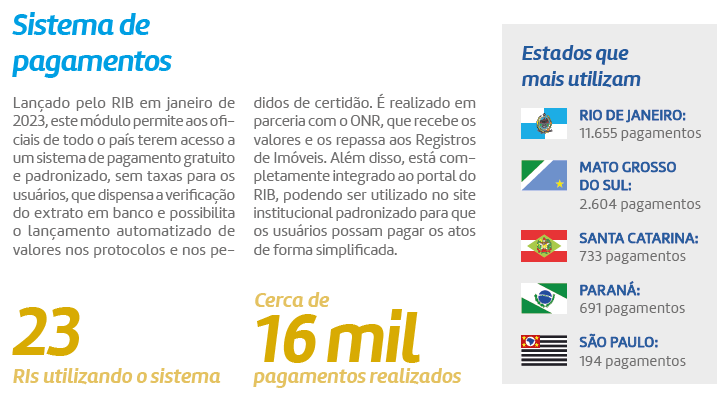 Sistema de
pagamentos
Lançado pelo RIB em janeiro de
2023, este módulo permite aos ofi-
ciais de todo o país terem acesso a
um sistema de pagamento gratuito
e padronizado, sem taxas para os
usuários, que dispensa a verificação
do extrato em banco e possibilita
o lançamento automatizado de
valores nos protocolos e nos pe-
didos de certidão. É realizado em
parceria com o ONR, que recebe os
valores e os repassa aos Registros
de Imóveis. Além disso, está com-
pletamente integrado ao portal do
RIB, podendo ser utilizado no site
institucional padronizado para que
os usuários possam pagar os atos
de forma simplificada.
23
RIs utilizando o sistema
Cerca de
16 mil
pagamentos realizados
Estados que
mais utilizam
RIO DE JANEIRO:
11.655 pagamentos
MATO GROSSO
DO SUL:
2.604 pagamentos
SANTA CATARINA:
733 pagamentos
PARANÁ:
691 pagamentos
SÃO PAULO:
194 pagamentos